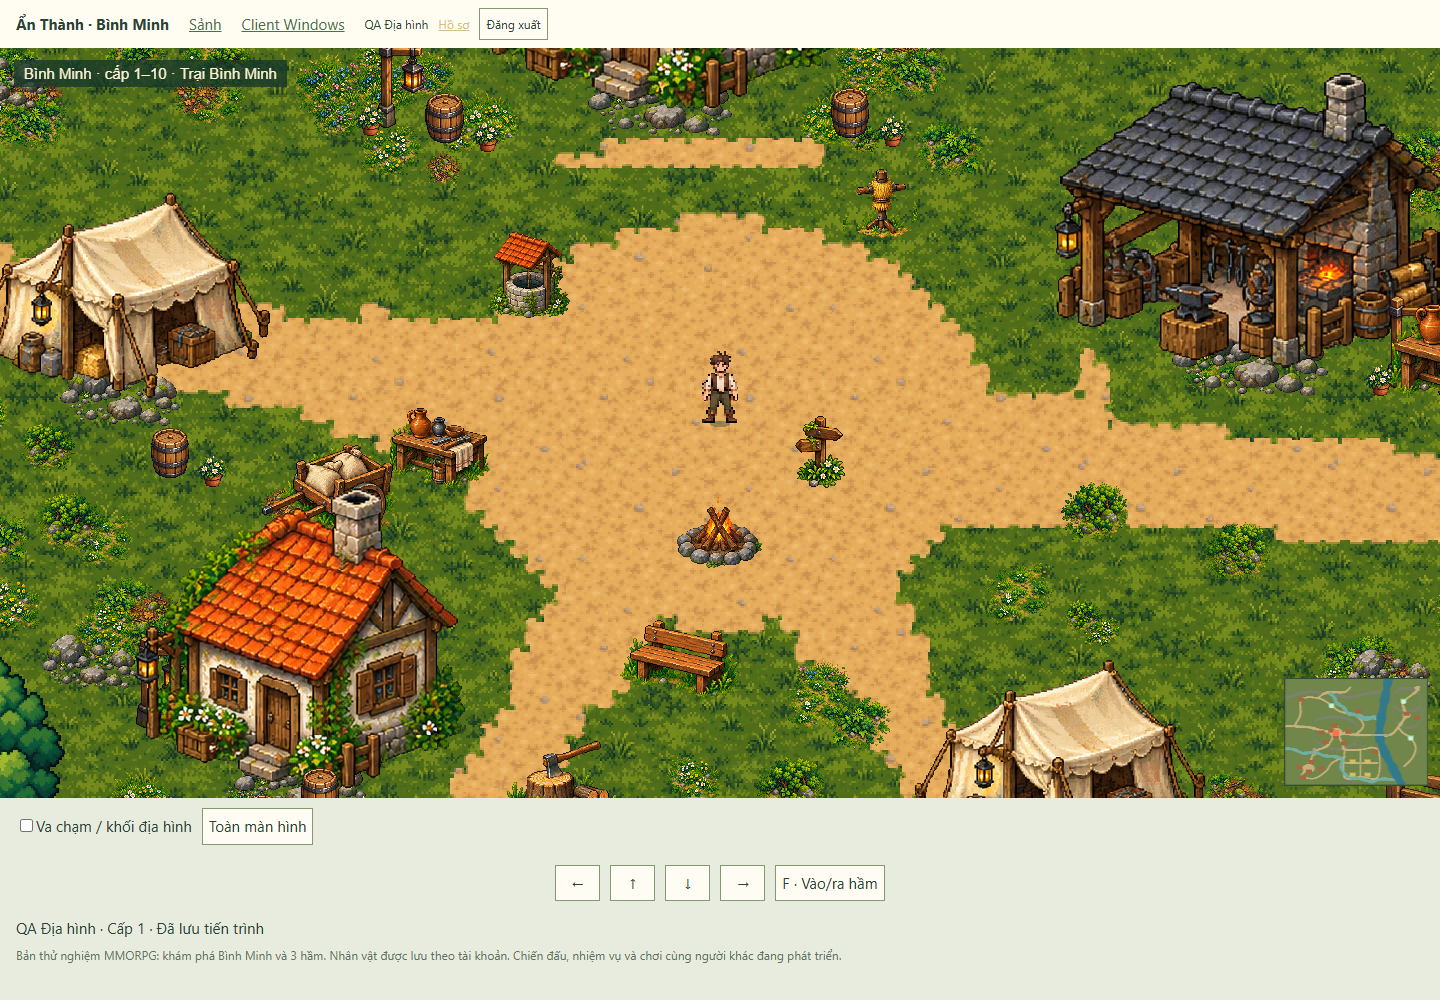 Ẩn Thành · Bình Minh Sảnh Client Windows QA Địa hình Hồ sơ Đăng xuất
Bình Minh · cấp 1–10 · Trại Bình Minh
Va chạm / khối địa hình Toàn màn hình
← ↑ ↓ → F · Vào/ra hầm
QA Địa hình · Cấp 1 · Đã lưu tiến trình
Bản thử nghiệm MMORPG: khám phá Bình Minh và 3 hầm. Nhân vật được lưu theo tài khoản. Chiến đấu, nhiệm vụ và chơi cùng người khác đang phát triển.